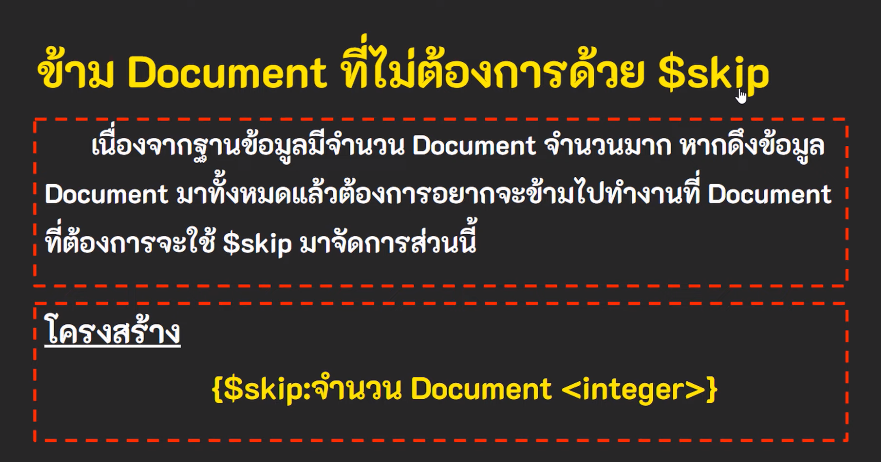 ข้าม Document ที่ไม่ต้องการด้วย $skip
เนื่องจากฐานข้อมูลมีจำนวน Document จำนวนมาก หากดึงข้อมูล
Document มาทั้งหมดแล้วต้องการอยากจะข้ามไปทำงานที่ Document
ที่ต้องการจะใช้ $skip มาจัดการส่วนนี้
โครงสร้าง
{$skip:จำนวน Document <integer>}